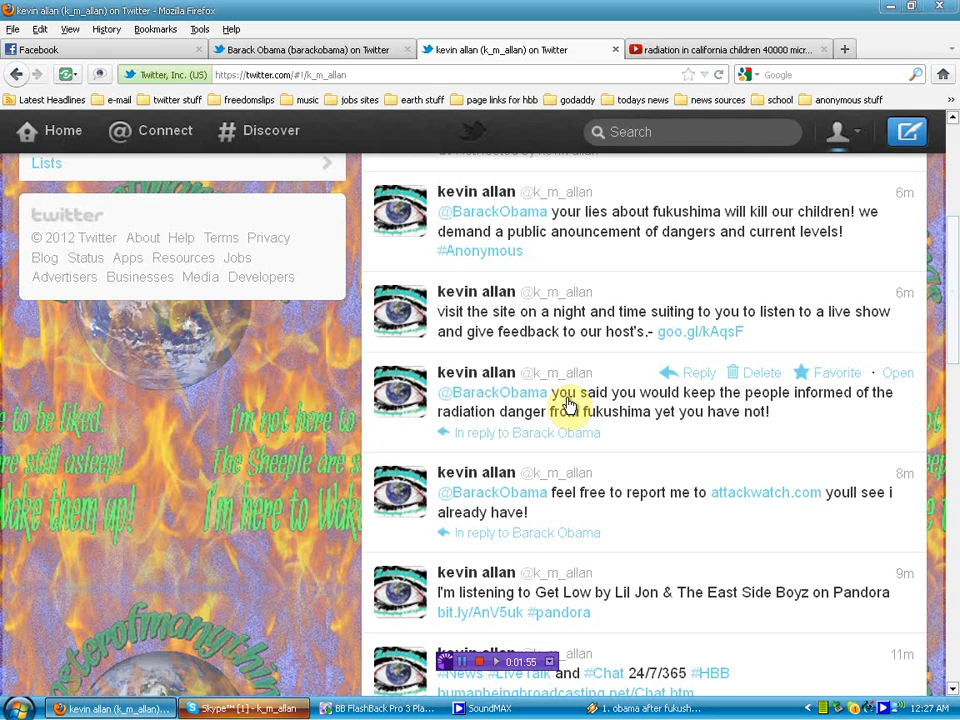 kevin allan (k_m_allan) on Twitter - Mozilla Firefox
File Edit View History Bookmarks Tools Help
Facebook
Barack Obama (barackobama) on Twitter
kevin allan (k_m_allan) on Twitter
radiation in california children 40000 micr...
Twitter, Inc. (US)
https://twitter.com/#!/k_m_allan
Google
Latest Headlines e-mail twitter stuff freedomslips music jobs sites earth stuff page links for hbb godaddy todays news news sources school anonymous stuff
Home Connect Discover
Search
Lists
twitter
© 2012 Twitter About Help Terms Privacy
Blog Status Apps Resources Jobs
Advertisers Businesses Media Developers
kevin allan @k_m_allan 6m
@BarackObama your lies about fukushima will kill our children! we
demand a public anouncement of dangers and current levels!
#Anonymous
kevin allan @k_m_allan 6m
visit the site on a night and time suiting to you to listen to a live show
and give feedback to our host's.- goo.gl/kAqsF
kevin allan @k_m_allan Reply Delete Favorite · Open
@BarackObama you said you would keep the people informed of the
radiation danger from fukushima yet you have not!
In reply to Barack Obama
kevin allan @k_m_allan 8m
@BarackObama feel free to report me to attackwatch.com youll see i
already have!
In reply to Barack Obama
kevin allan @k_m_allan 9m
I'm listening to Get Low by Lil Jon & The East Side Boyz on Pandora
bit.ly/AnV5uk #pandora
kevin allan @k_m_allan 11m
#News #LiveTalk and #Chat 24/7/365 #HBB
humanbeingbroadcasting.net/Chat.htm
0:01:55
to be liked!
are still asleep!
Wake them up!
I'm not here to
The Sheeple are s
I'm here to Wake
sterofmanythin
kevin allan (k_m_allan)...
Skype™ [1] - k_m_allan
BB FlashBack Pro 3 Pla...
SoundMAX
1. obama after fukush...
12:27 AM